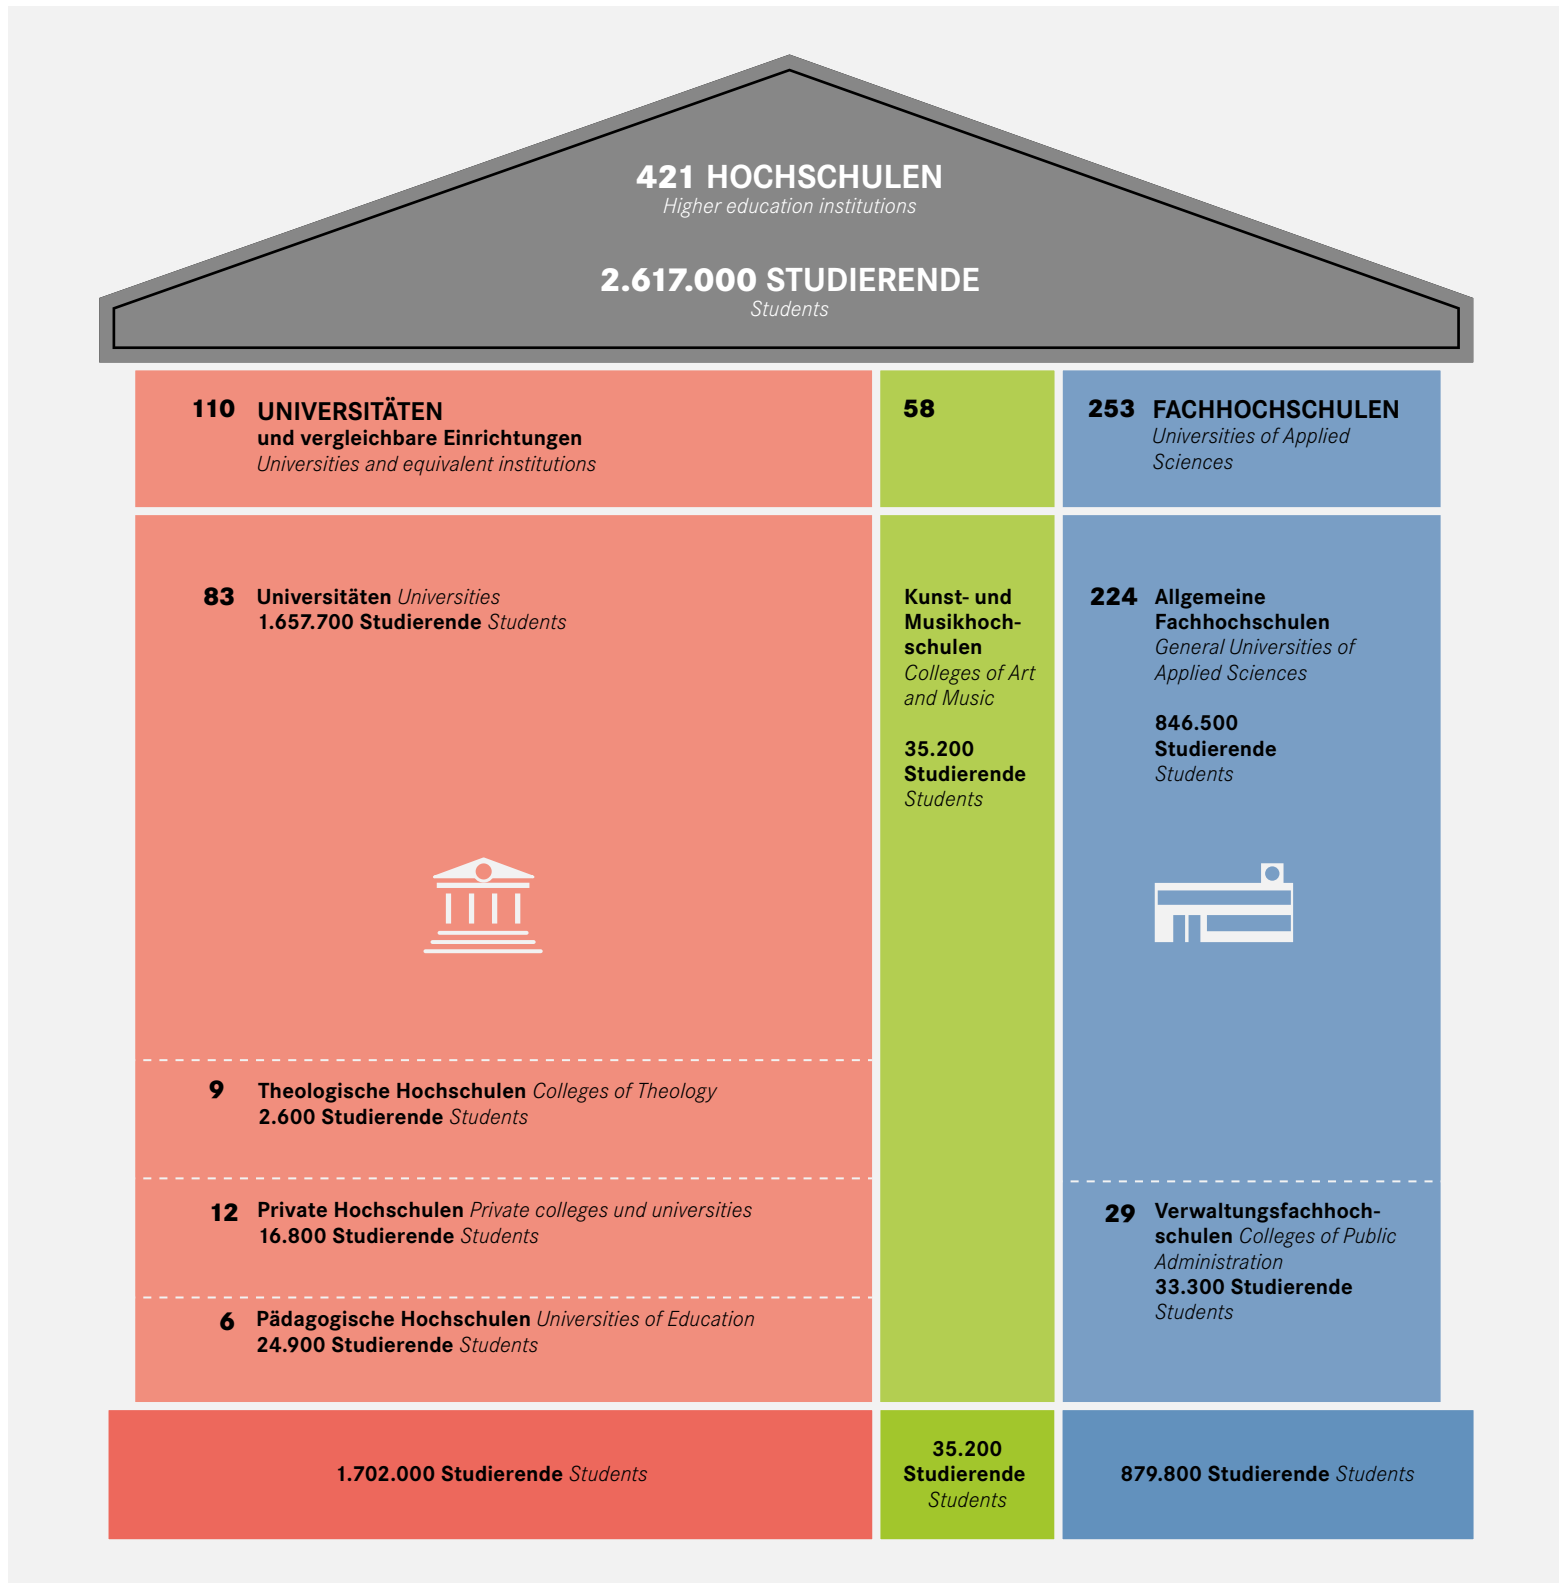 421 HOCHSCHULEN
Higher education institutions
2.617.000 STUDIERENDE
Students
110 UNIVERSITÄTEN
und vergleichbare Einrichtungen
Universities and equivalent institutions
83 Universitäten Universities
1.657.700 Studierende Students
9 Theologische Hochschulen Colleges of Theology
2.600 Studierende Students
12 Private Hochschulen Private colleges und universities
16.800 Studierende Students
6 Pädagogische Hochschulen Universities of Education
24.900 Studierende Students
1.702.000 Studierende Students
58
Kunst- und
Musikhoch-
schulen
Colleges of Art
and Music
35.200
Studierende
Students
35.200
Studierende
Students
253 FACHHOCHSCHULEN
Universities of Applied
Sciences
224 Allgemeine
Fachhochschulen
General Universities of
Applied Sciences
846.500
Studierende
Students
29 Verwaltungsfachhoch-
schulen Colleges of Public
Administration
33.300 Studierende
Students
879.800 Studierende Students